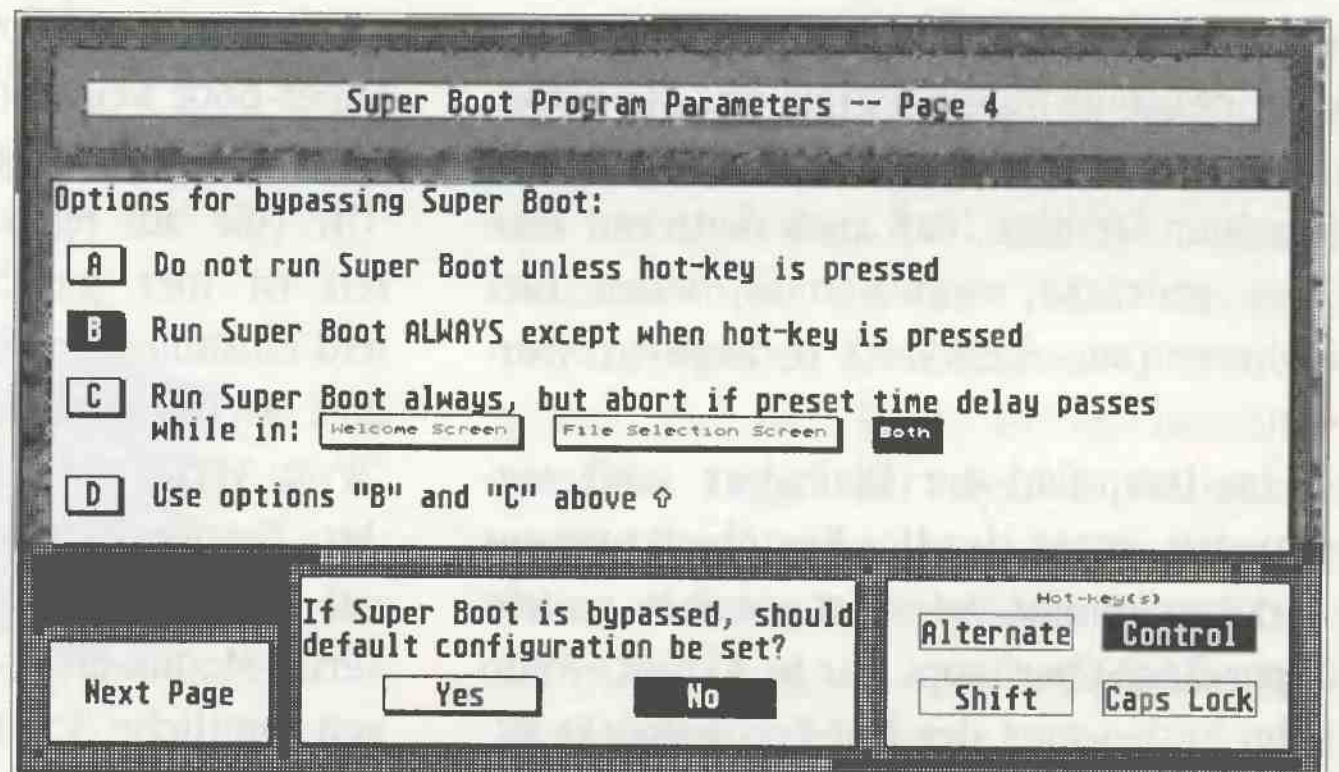 Super Boot Program Parameters -- Page 4
Options for bypassing Super Boot:
A Do not run Super Boot unless hot-key is pressed
B Run Super Boot ALWAYS except when hot-key is pressed
C Run Super Boot always, but abort if preset time delay passes
while in: Welcome Screen File Selection Screen Both
D Use options "B" and "C" above ⇧
Next Page
If Super Boot is bypassed, should
default configuration be set?
Yes No
Hot-key(s)
Alternate Control
Shift Caps Lock